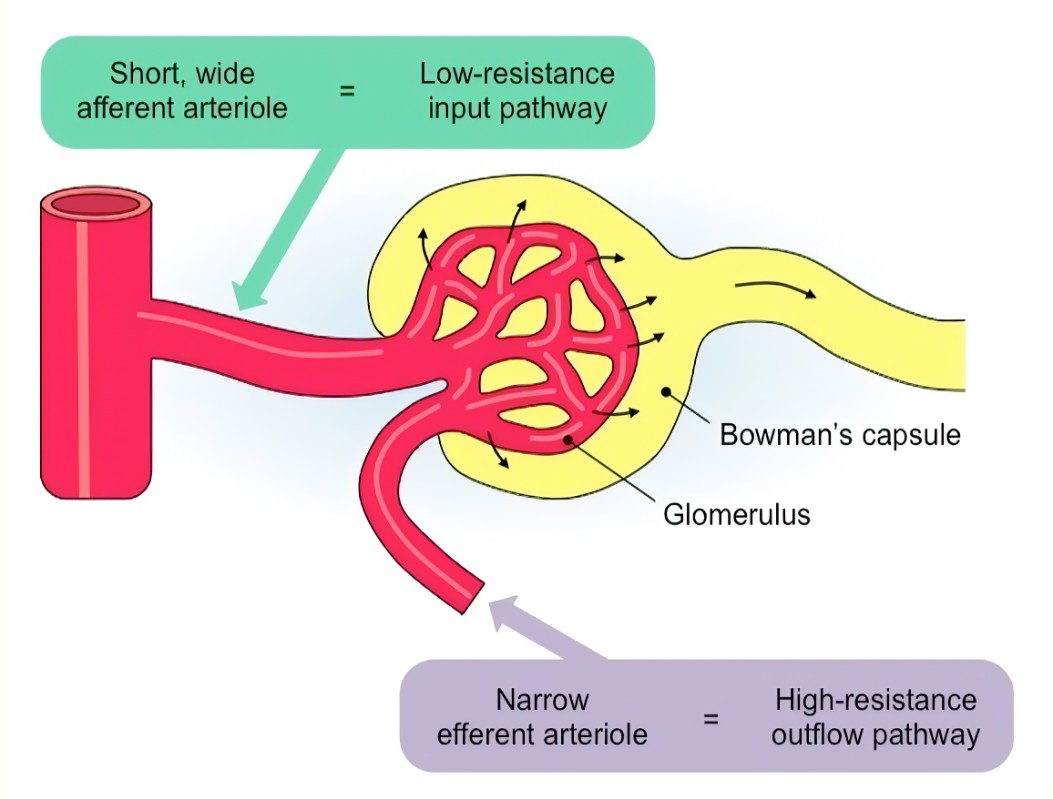 Short, wide
afferent arteriole
=
Low-resistance
input pathway
Bowman's capsule
Glomerulus
Narrow
efferent arteriole
=
High-resistance
outflow pathway